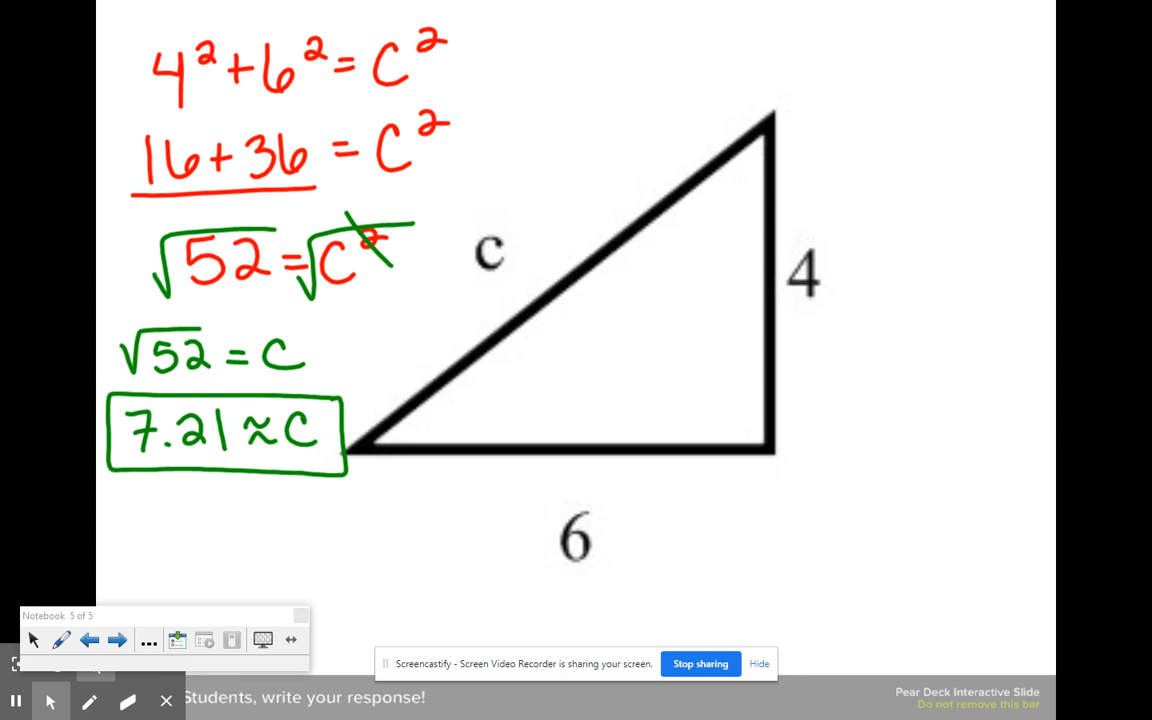 4² + 6² = C²
16 + 36 = C²
√52 = √C²
√52 = C
7.21 ≈ C
c
4
6
Notebook 5 of 5
...
Screencastify - Screen Video Recorder is sharing your screen. Stop sharing Hide
Students, write your response!
Pear Deck Interactive Slide
Do not remove this bar